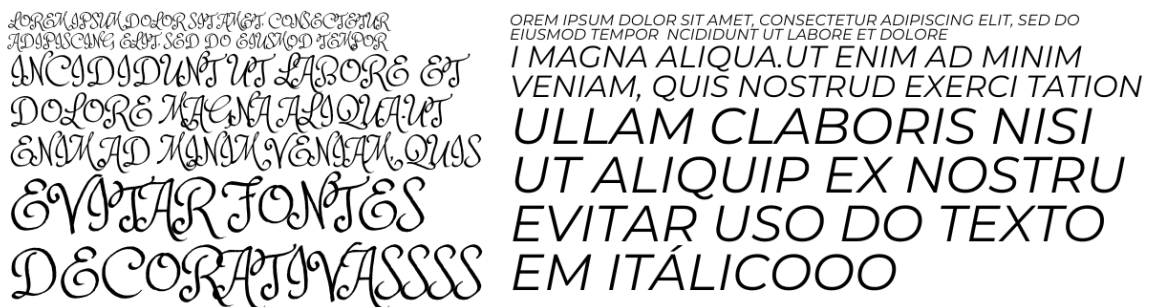 LOREM IPSUM DOLOR SIT AMET, CONSECTETUR
ADIPISCING ELIT, SED DO EIUSMOD TEMPOR
INCIDIDUNT UT LABORE ET
DOLORE MAGNA ALIQUA.UT
ENIM AD MINIM VENIAM, QUIS
EVITAR FONTES
DECORATIVASSSS
OREM IPSUM DOLOR SIT AMET, CONSECTETUR ADIPISCING ELIT, SED DO
EIUSMOD TEMPOR NCIDIDUNT UT LABORE ET DOLORE
I MAGNA ALIQUA.UT ENIM AD MINIM
VENIAM, QUIS NOSTRUD EXERCI TATION
ULLAM CLABORIS NISI
UT ALIQUIP EX NOSTRU
EVITAR USO DO TEXTO
EM ITÁLICOOO